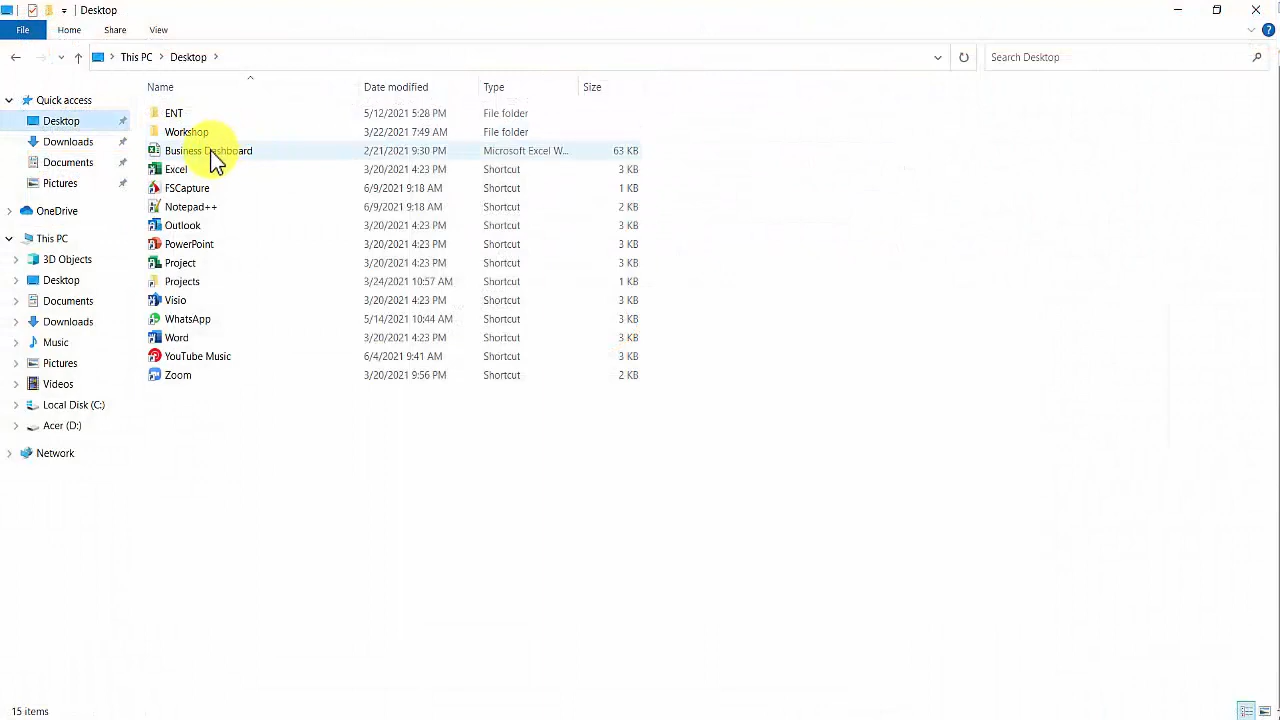 Desktop
File Home Share View
This PC Desktop Search Desktop
Name Date modified Type Size
Quick access
Desktop
Downloads
Documents
Pictures
OneDrive
This PC
3D Objects
Desktop
Documents
Downloads
Music
Pictures
Videos
Local Disk (C:)
Acer (D:)
Network
ENT 5/12/2021 5:28 PM File folder
Workshop 3/22/2021 7:49 AM File folder
Business Dashboard 2/21/2021 9:30 PM Microsoft Excel W... 63 KB
Excel 3/20/2021 4:23 PM Shortcut 3 KB
FSCapture 6/9/2021 9:18 AM Shortcut 1 KB
Notepad++ 6/9/2021 9:18 AM Shortcut 2 KB
Outlook 3/20/2021 4:23 PM Shortcut 3 KB
PowerPoint 3/20/2021 4:23 PM Shortcut 3 KB
Project 3/20/2021 4:23 PM Shortcut 3 KB
Projects 3/24/2021 10:57 AM Shortcut 1 KB
Visio 3/20/2021 4:23 PM Shortcut 3 KB
WhatsApp 5/14/2021 10:44 AM Shortcut 3 KB
Word 3/20/2021 4:23 PM Shortcut 3 KB
YouTube Music 6/4/2021 9:41 AM Shortcut 3 KB
Zoom 3/20/2021 9:56 PM Shortcut 2 KB
15 items